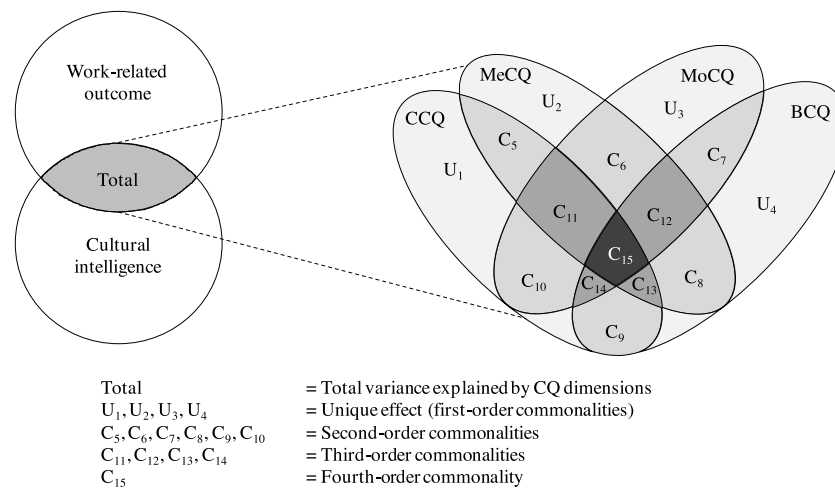 Work-related
outcome
Total
Cultural
intelligence
CCQ
MeCQ
MoCQ
BCQ
U₁
U₂
U₃
U₄
C₅
C₆
C₇
C₁₁
C₁₂
C₁₅
C₁₀
C₁₄
C₁₃
C₈
C₉
Total = Total variance explained by CQ dimensions
U₁, U₂, U₃, U₄ = Unique effect (first-order commonalities)
C₅, C₆, C₇, C₈, C₉, C₁₀ = Second-order commonalities
C₁₁, C₁₂, C₁₃, C₁₄ = Third-order commonalities
C₁₅ = Fourth-order commonality